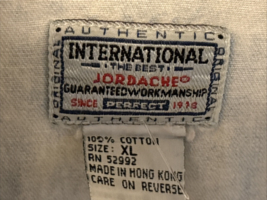 AUTHENTIC
ORIGINAL
ORIGINAL
INTERNATIONAL
THE BEST
JORDACHE®
GUARANTEED WORKMANSHIP
SINCE PERFECT 1978
AUTHENTIC
100% COTTON
SIZE: XL
RN 52992
MADE IN HONG KONG
CARE ON REVERSE